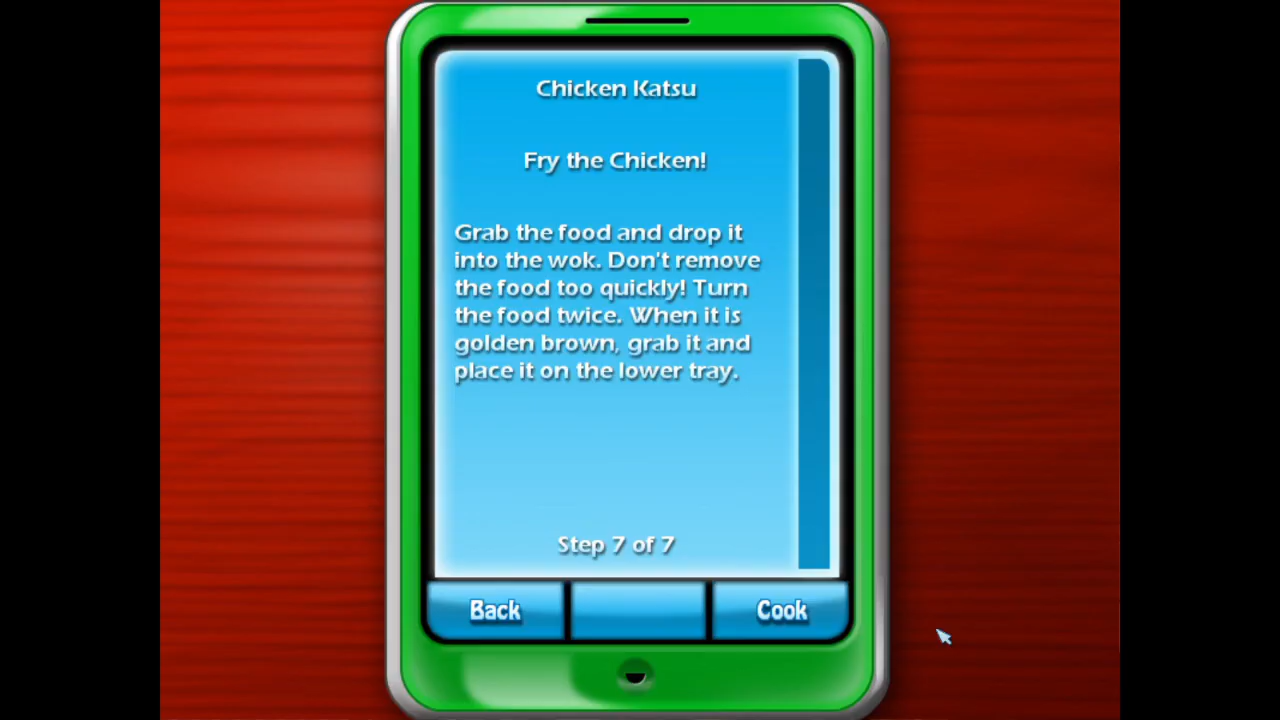 Chicken Katsu
Fry the Chicken!
Grab the food and drop it
into the wok. Don't remove
the food too quickly! Turn
the food twice. When it is
golden brown, grab it and
place it on the lower tray.
Step 7 of 7
Back
Cook